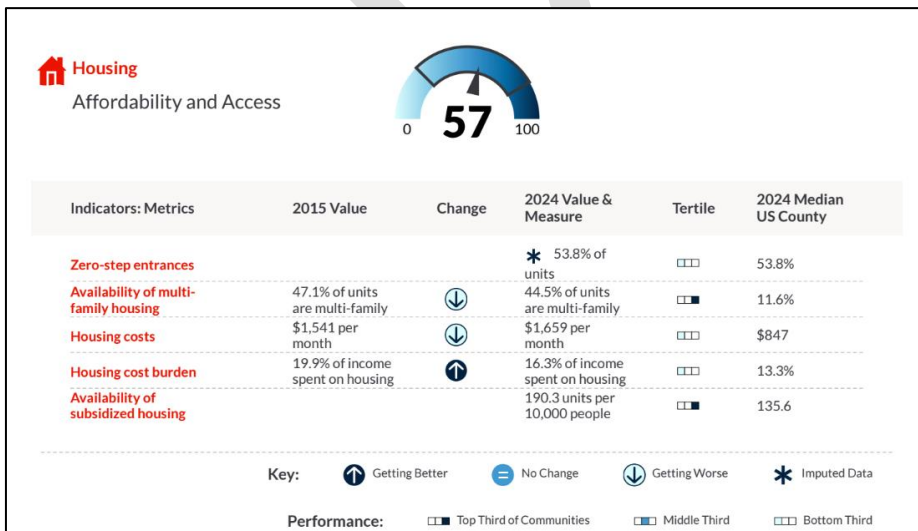 Housing
Affordability and Access
57
0 100
Indicators: Metrics 2015 Value Change 2024 Value & Measure Tertile 2024 Median US County
Zero-step entrances * 53.8% of units 53.8%
Availability of multi-family housing 47.1% of units are multi-family 44.5% of units are multi-family 11.6%
Housing costs $1,541 per month $1,659 per month $847
Housing cost burden 19.9% of income spent on housing 16.3% of income spent on housing 13.3%
Availability of subsidized housing 190.3 units per 10,000 people 135.6
Key: Getting Better No Change Getting Worse * Imputed Data
Performance: Top Third of Communities Middle Third Bottom Third